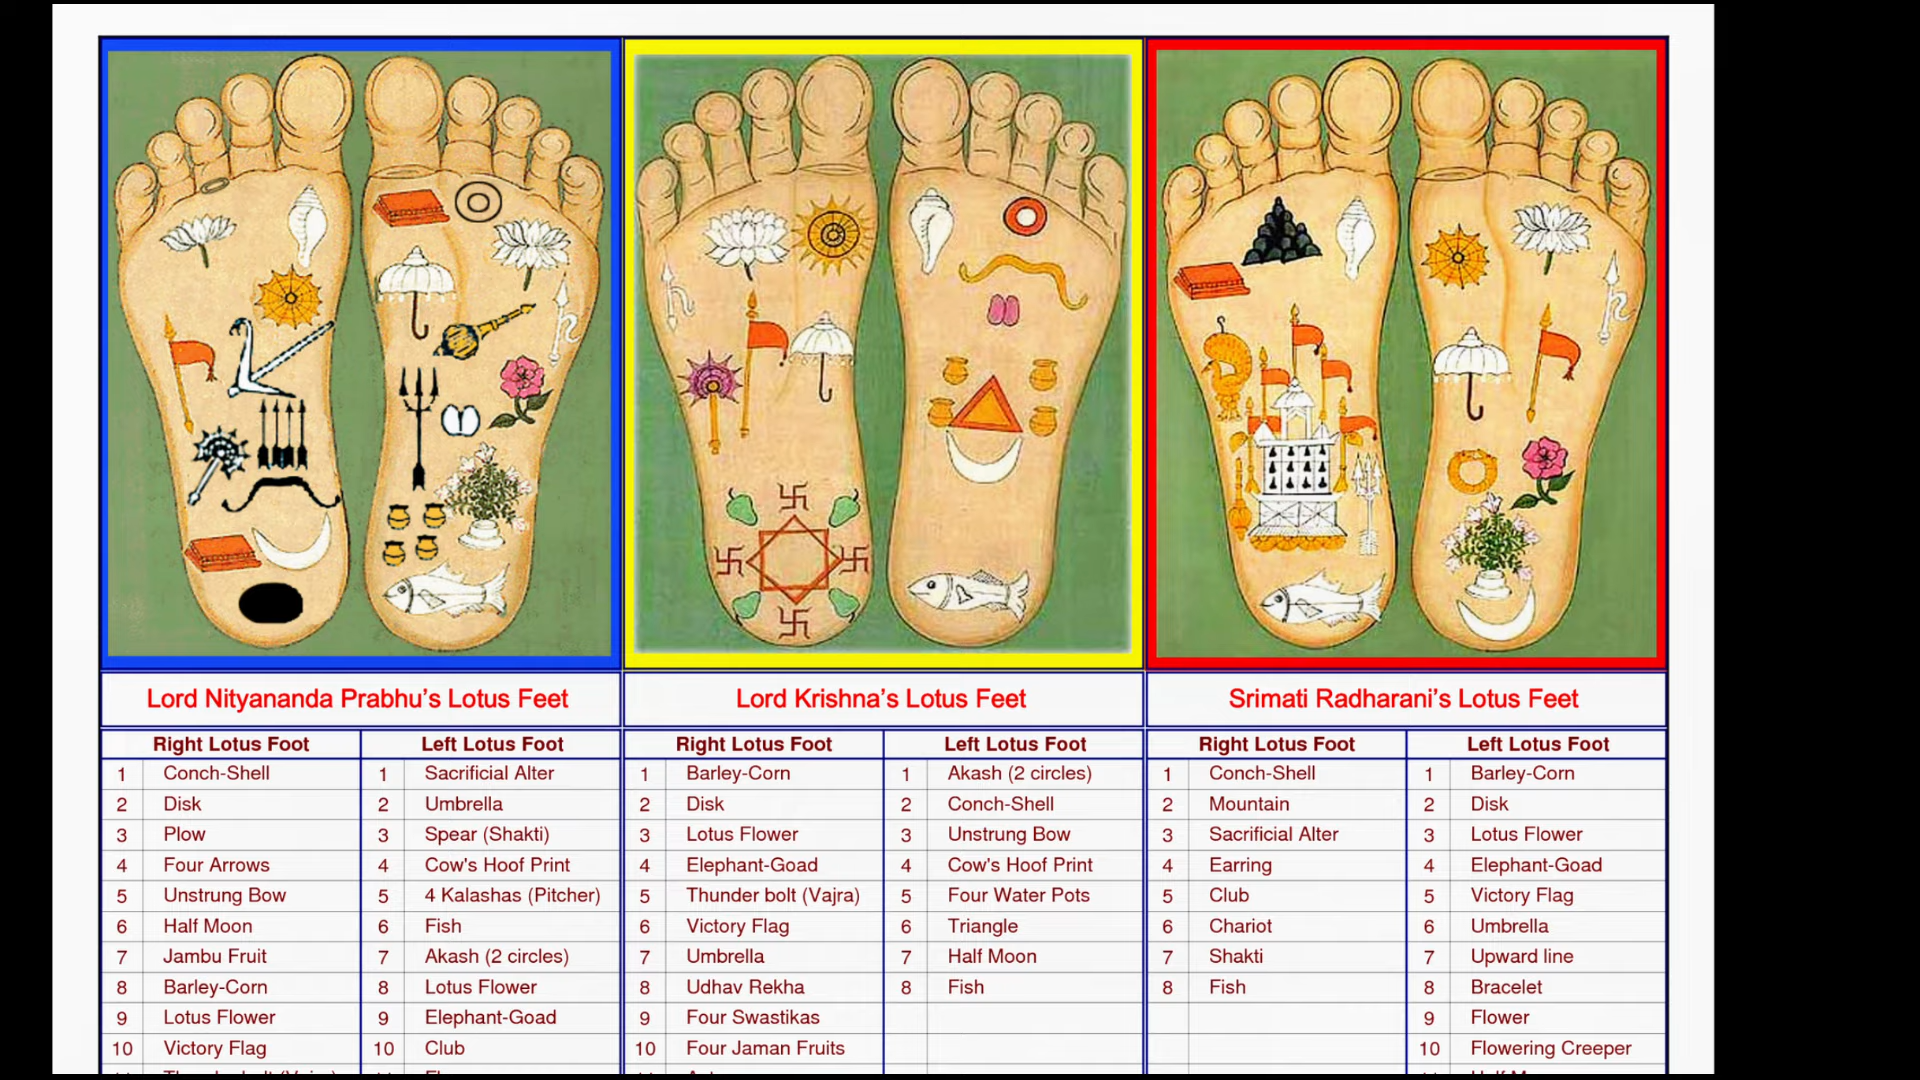 Lord Nityananda Prabhu's Lotus Feet
Right Lotus Foot
1 Conch-Shell
2 Disk
3 Plow
4 Four Arrows
5 Unstrung Bow
6 Half Moon
7 Jambu Fruit
8 Barley-Corn
9 Lotus Flower
10 Victory Flag
Left Lotus Foot
1 Sacrificial Alter
2 Umbrella
3 Spear (Shakti)
4 Cow's Hoof Print
5 4 Kalashas (Pitcher)
6 Fish
7 Akash (2 circles)
8 Lotus Flower
9 Elephant-Goad
10 Club
Lord Krishna's Lotus Feet
Right Lotus Foot
1 Barley-Corn
2 Disk
3 Lotus Flower
4 Elephant-Goad
5 Thunder bolt (Vajra)
6 Victory Flag
7 Umbrella
8 Udhav Rekha
9 Four Swastikas
10 Four Jaman Fruits
Left Lotus Foot
1 Akash (2 circles)
2 Conch-Shell
3 Unstrung Bow
4 Cow's Hoof Print
5 Four Water Pots
6 Triangle
7 Half Moon
8 Fish
Srimati Radharani's Lotus Feet
Right Lotus Foot
1 Conch-Shell
2 Mountain
3 Sacrificial Alter
4 Earring
5 Club
6 Chariot
7 Shakti
8 Fish
Left Lotus Foot
1 Barley-Corn
2 Disk
3 Lotus Flower
4 Elephant-Goad
5 Victory Flag
6 Umbrella
7 Upward line
8 Bracelet
9 Flower
10 Flowering Creeper